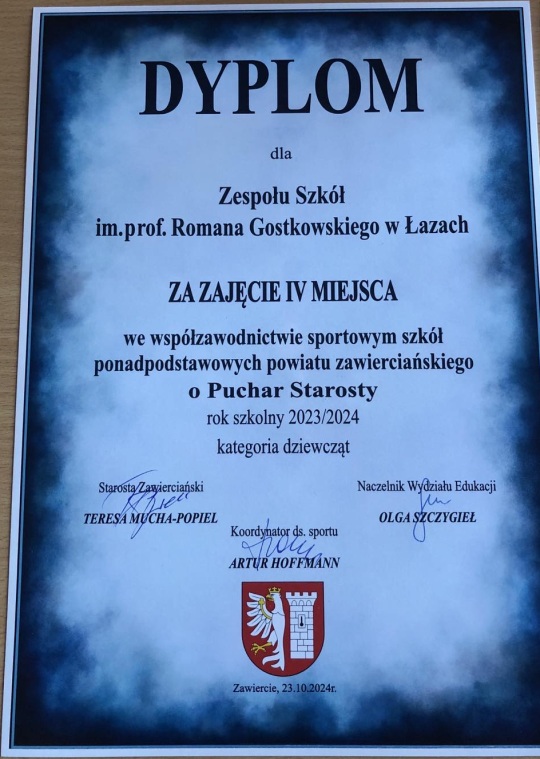 DYPLOM
dla
Zespołu Szkół
im.prof. Romana Gostkowskiego w Łazach
ZA ZAJĘCIE IV MIEJSCA
we współzawodnictwie sportowym szkół
ponadpodstawowych powiatu zawierciańskiego
o Puchar Starosty
rok szkolny 2023/2024
kategoria dziewcząt
Starosta Zawierciański
TERESA MUCHA-POPIEL
Naczelnik Wydziału Edukacji
OLGA SZCZYGIEŁ
Koordynator ds. sportu
ARTUR HOFFMANN
Zawiercie, 23.10.2024r.